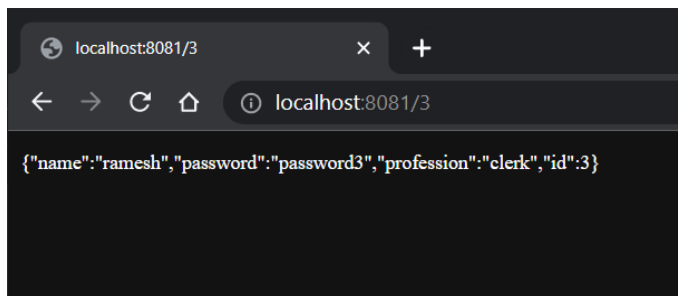 localhost:8081/3
localhost:8081/3
{"name":"ramesh","password":"password3","profession":"clerk","id":3}